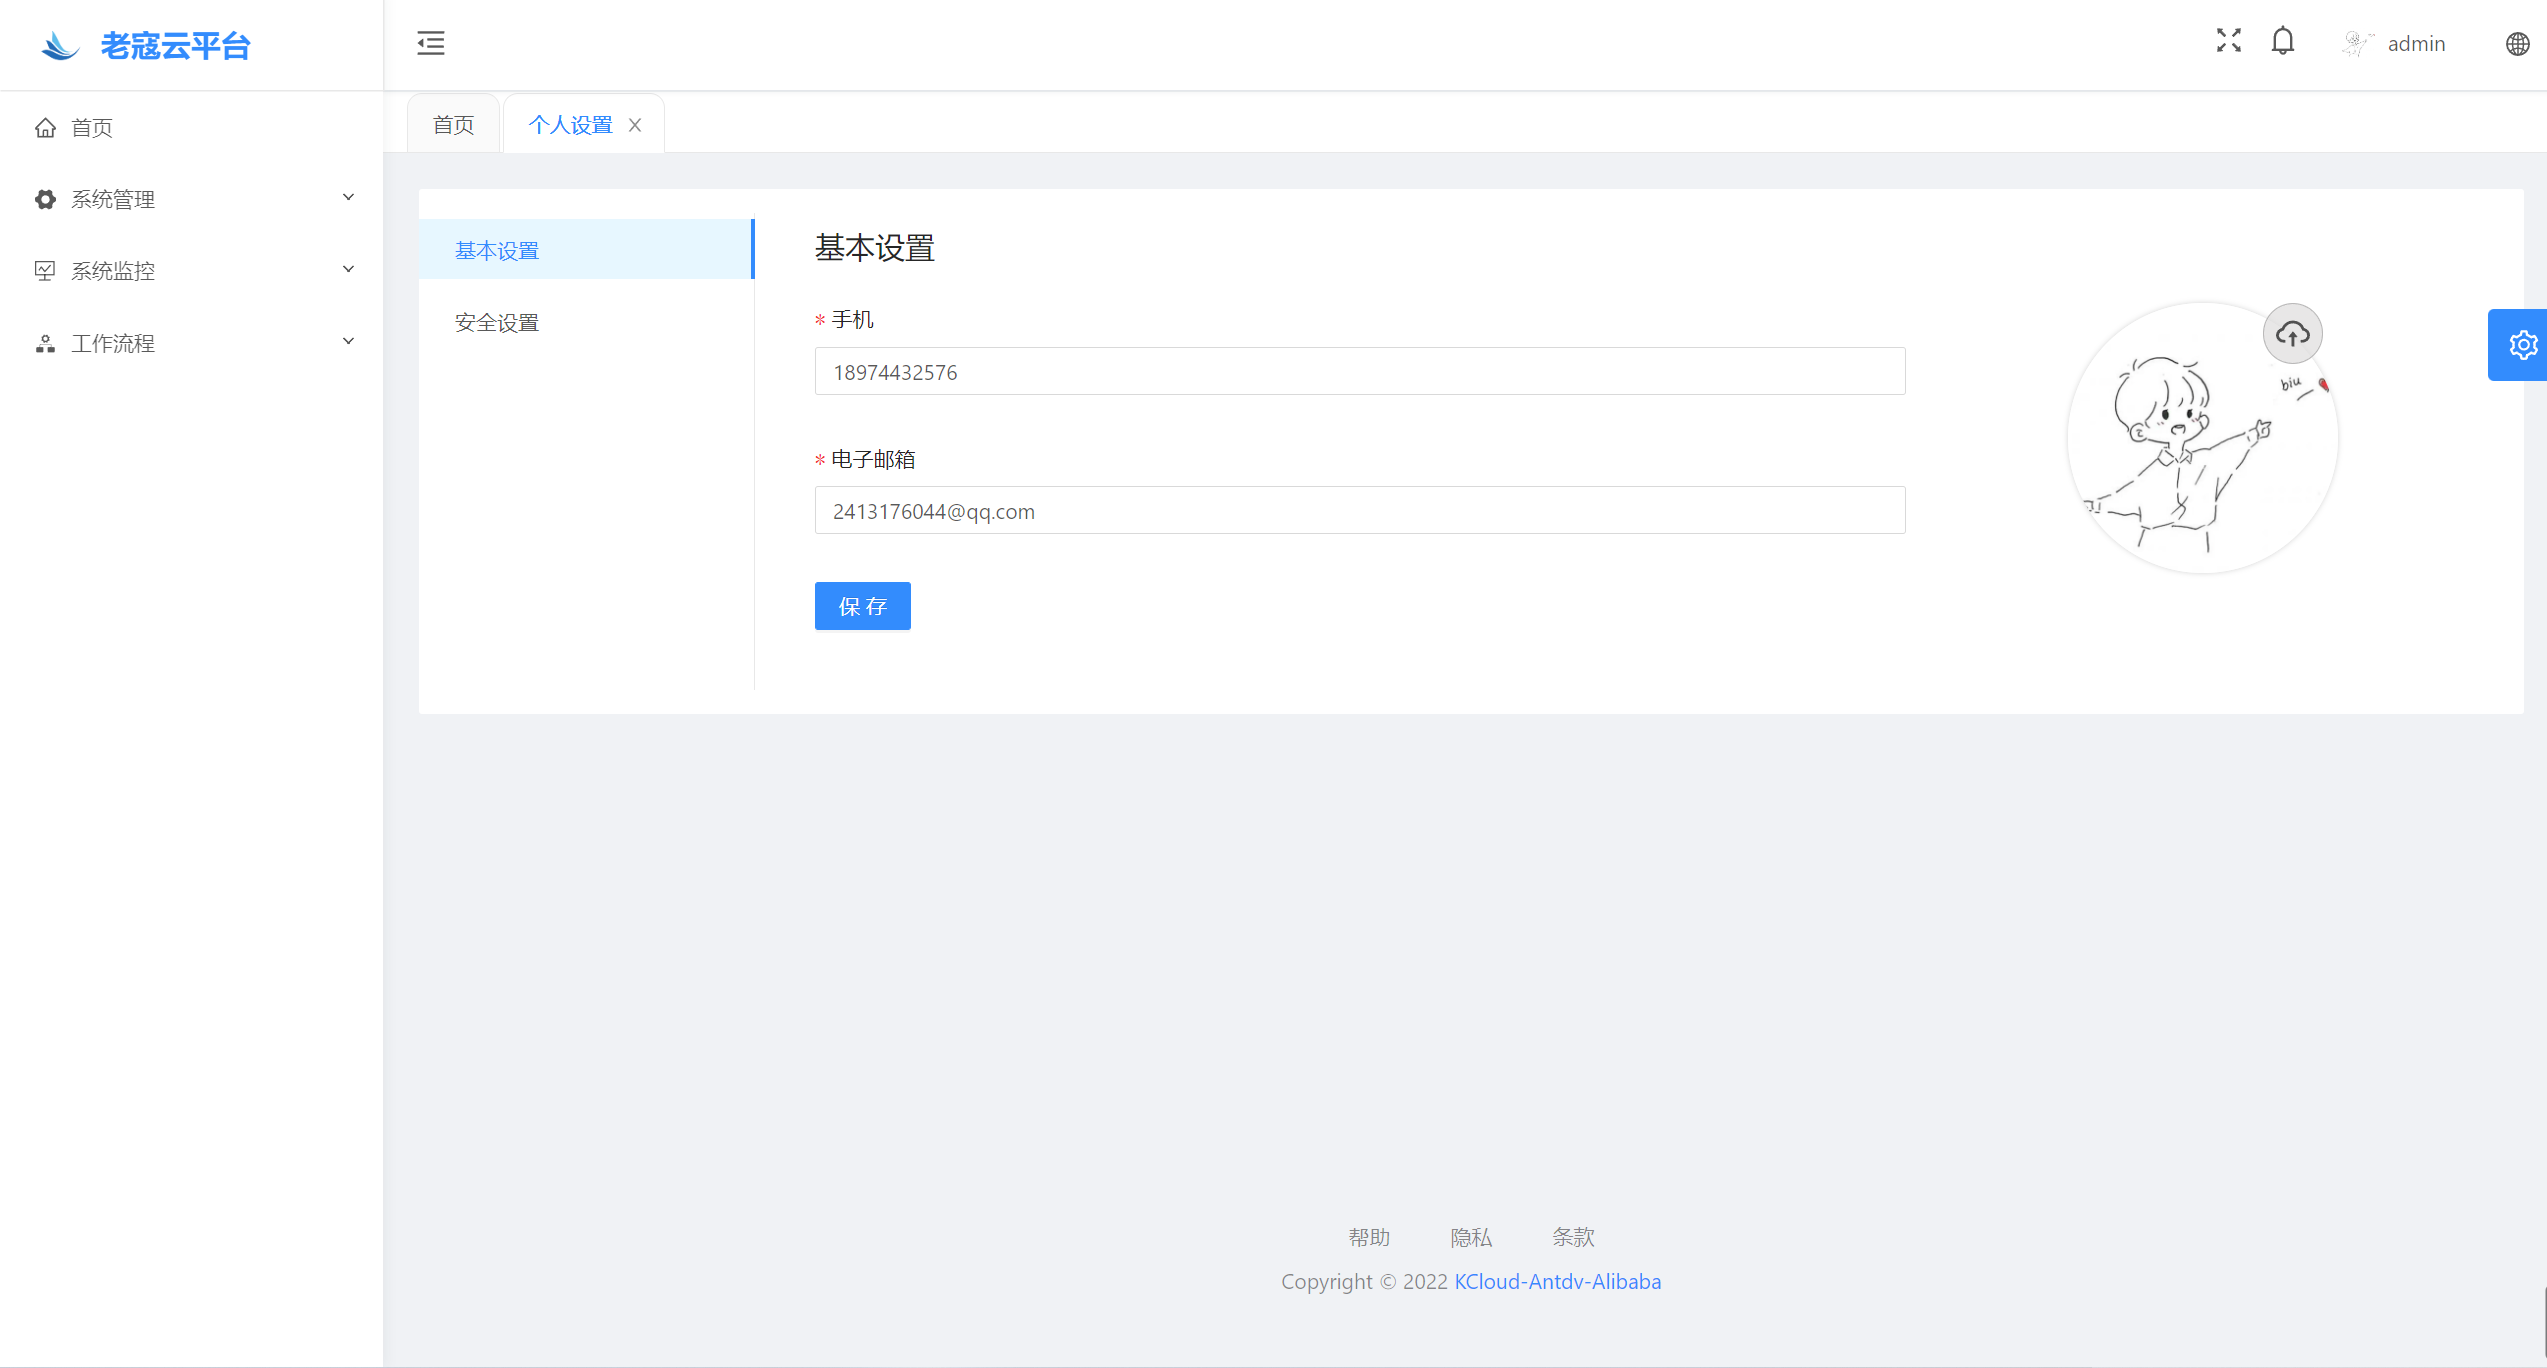 老寇云平台
admin
首页
系统管理
系统监控
工作流程
首页
个人设置
基本设置
安全设置
基本设置
* 手机
18974432576
* 电子邮箱
2413176044@qq.com
保存
biu
帮助 隐私 条款
Copyright © 2022 KCloud-Antdv-Alibaba